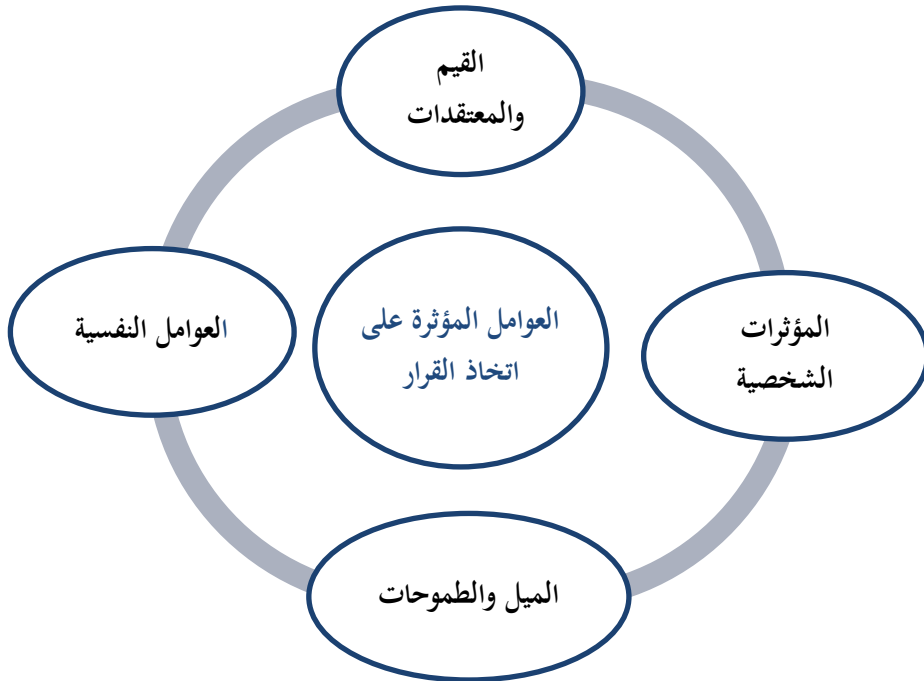 القيم
والمعتقدات
العوامل المؤثرة على
اتخاذ القرار
المؤثرات
الشخصية
العوامل النفسية
الميل والطموحات